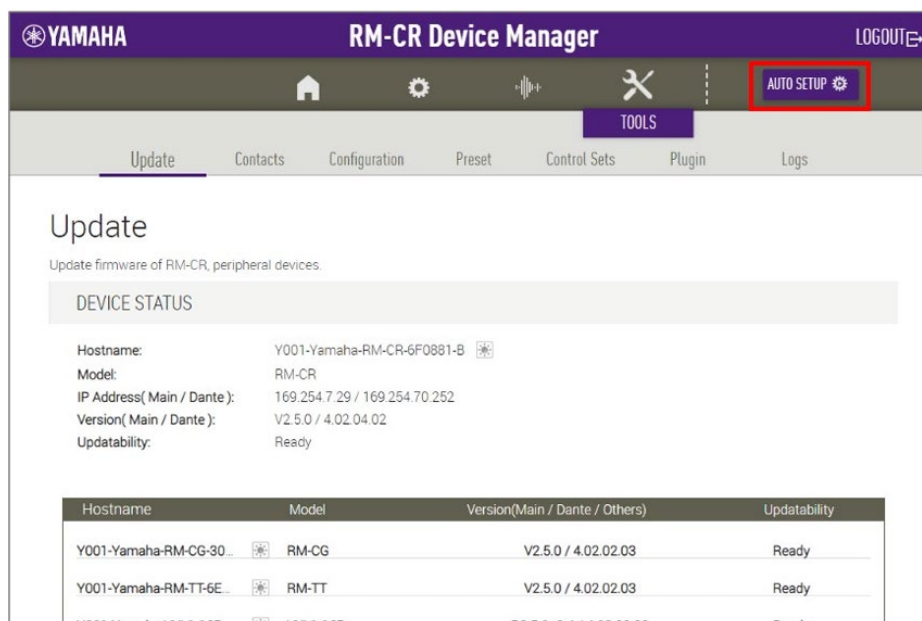 YAMAHA RM-CR Device Manager LOGOUT
AUTO SETUP
TOOLS
Update Contacts Configuration Preset Control Sets Plugin Logs
Update
Update firmware of RM-CR, peripheral devices.
DEVICE STATUS
Hostname: Y001-Yamaha-RM-CR-6F0881-B
Model: RM-CR
IP Address( Main / Dante ): 169.254.7.29 / 169.254.70.252
Version( Main / Dante ): V2.5.0 / 4.02.04.02
Updatability: Ready
Hostname Model Version(Main / Dante / Others) Updatability
Y001-Yamaha-RM-CG-30... RM-CG V2.5.0 / 4.02.02.03 Ready
Y001-Yamaha-RM-TT-6E... RM-TT V2.5.0 / 4.02.02.03 Ready